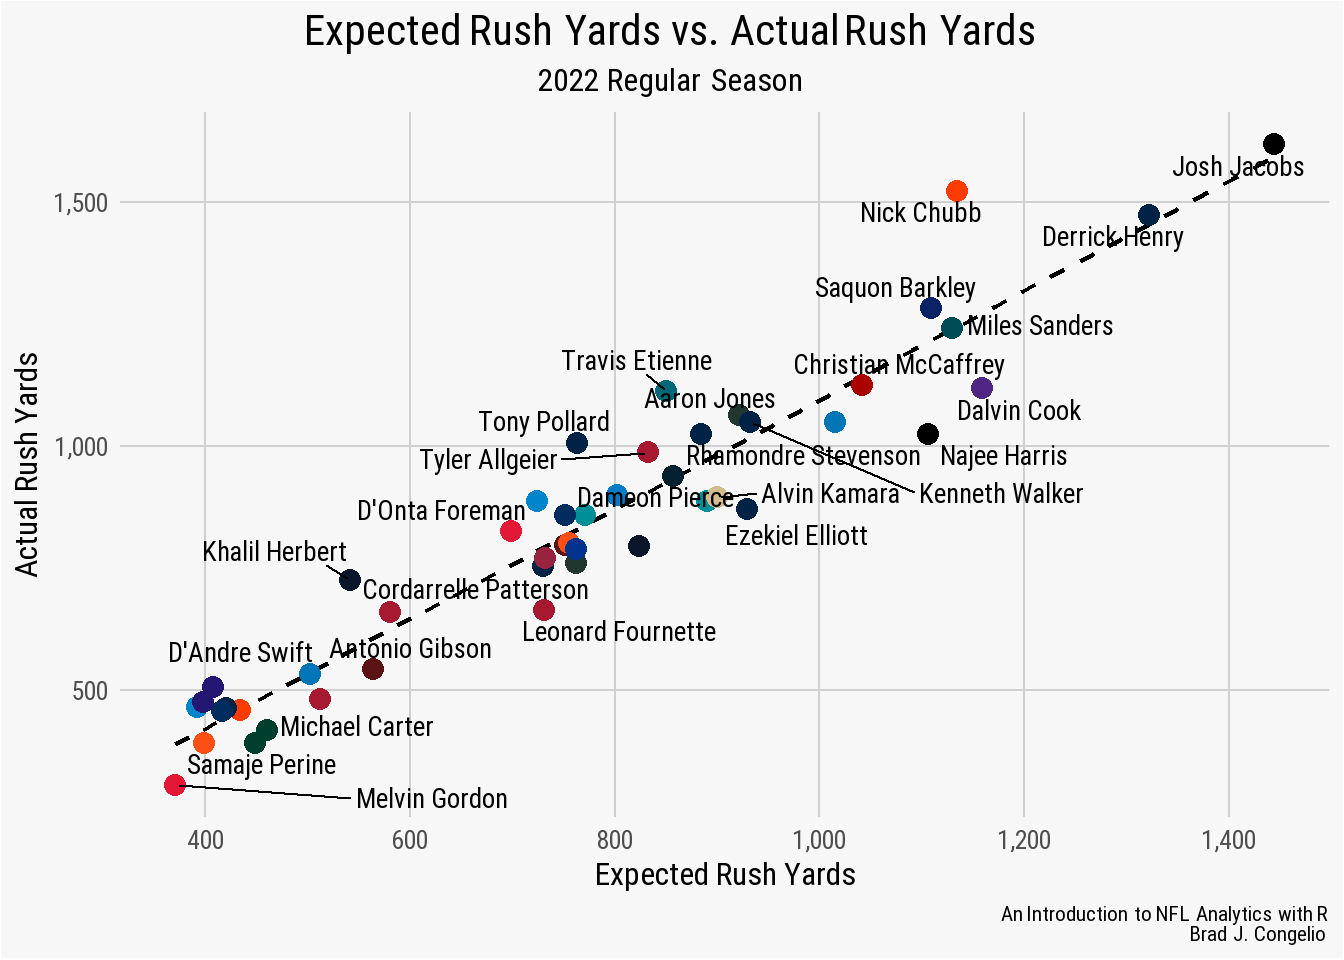 Expected Rush Yards vs. Actual Rush Yards
2022 Regular Season
Actual Rush Yards
1,500
1,000
500
Josh Jacobs
Nick Chubb
Derrick Henry
Saquon Barkley
Miles Sanders
Travis Etienne
Christian McCaffrey
Aaron Jones
Dalvin Cook
Tony Pollard
Tyler Allgeier
Rhamondre Stevenson
Najee Harris
Dameon Pierce
Alvin Kamara
Kenneth Walker
D'Onta Foreman
Ezekiel Elliott
Khalil Herbert
Cordarrelle Patterson
Leonard Fournette
D'Andre Swift
Antonio Gibson
Michael Carter
Samaje Perine
Melvin Gordon
400
600
800
1,000
1,200
1,400
Expected Rush Yards
An Introduction to NFL Analytics with R
Brad J. Congelio